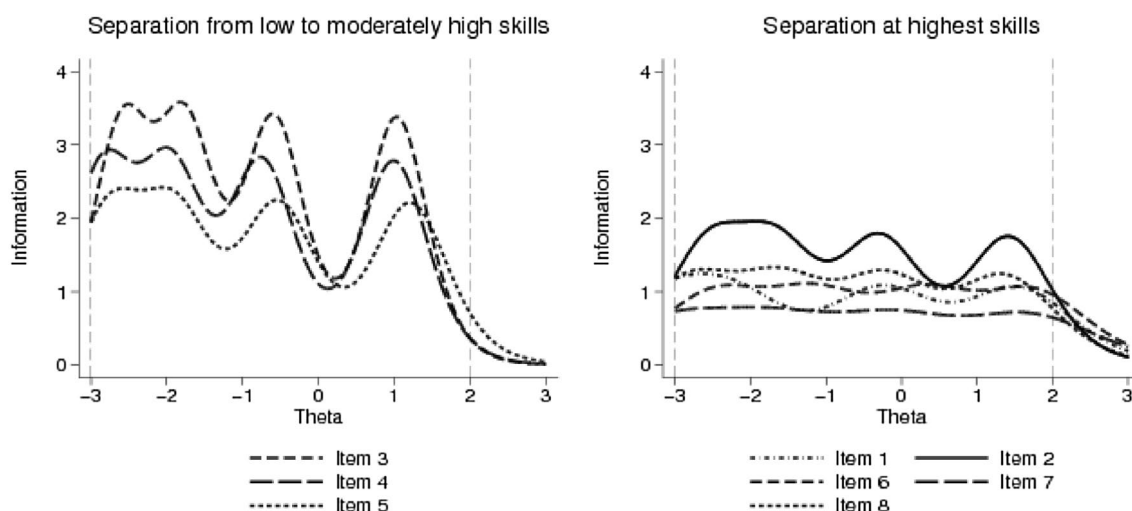 Separation from low to moderately high skills
Information
4
3
2
1
0
−3 −2 −1 0 1 2 3
Theta
Item 3
Item 4
Item 5
Separation at highest skills
Information
4
3
2
1
0
−3 −2 −1 0 1 2 3
Theta
Item 1 Item 2
Item 6 Item 7
Item 8